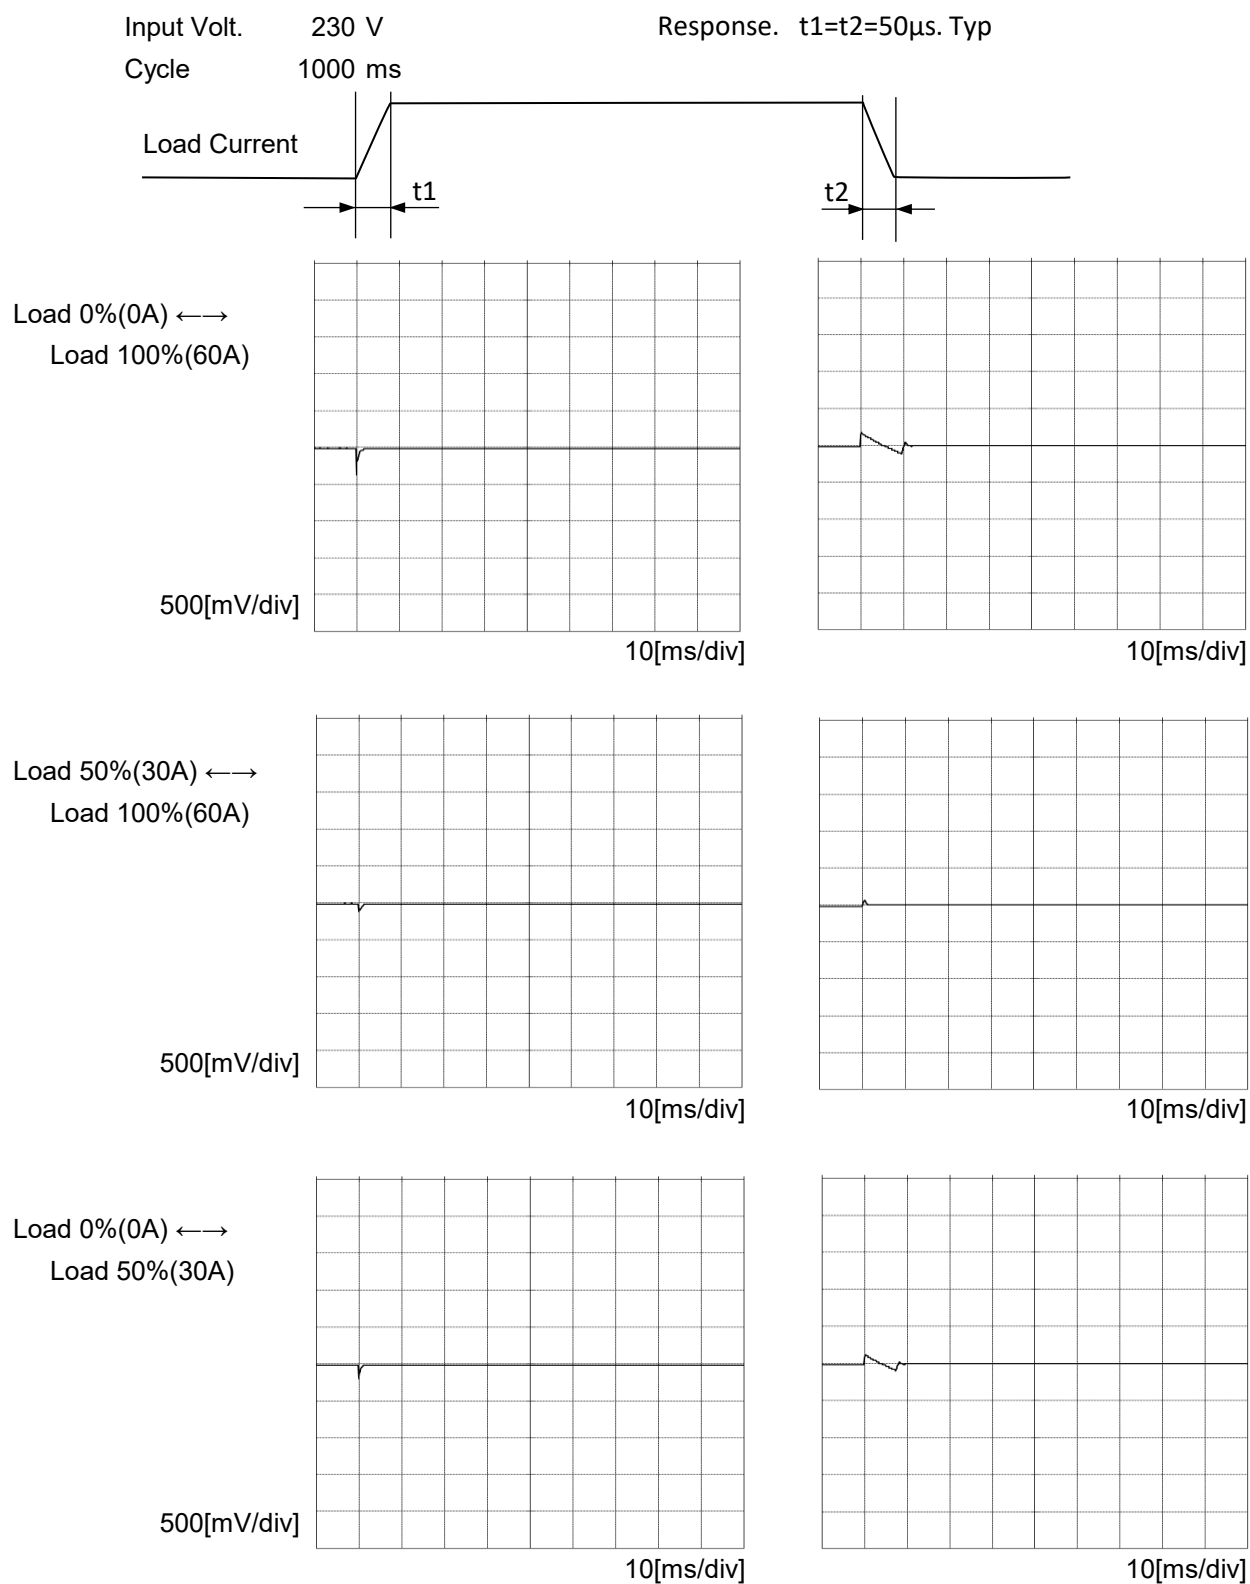 Input Volt. 230 V Response. t1=t2=50µs. Typ
Cycle 1000 ms
Load Current
t1
t2
Load 0%(0A) ←→
Load 100%(60A)
500[mV/div]
10[ms/div] 10[ms/div]
Load 50%(30A) ←→
Load 100%(60A)
500[mV/div]
10[ms/div] 10[ms/div]
Load 0%(0A) ←→
Load 50%(30A)
500[mV/div]
10[ms/div] 10[ms/div]